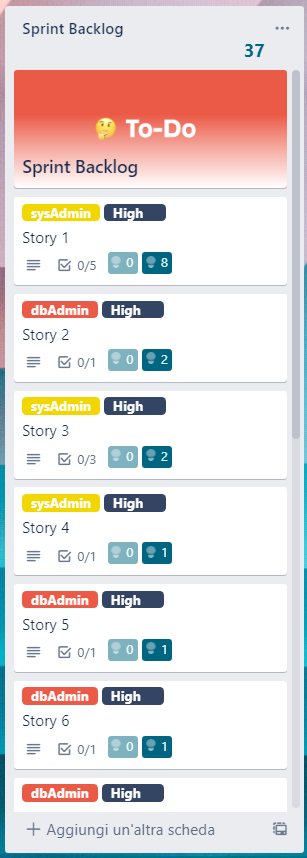 Sprint Backlog
37
🤔 To-Do
Sprint Backlog
sysAdmin High
Story 1
0/5 0 8
dbAdmin High
Story 2
0/1 0 2
sysAdmin High
Story 3
0/3 0 2
sysAdmin High
Story 4
0/1 0 1
dbAdmin High
Story 5
0/1 0 1
dbAdmin High
Story 6
0/1 0 1
dbAdmin High
+ Aggiungi un'altra scheda